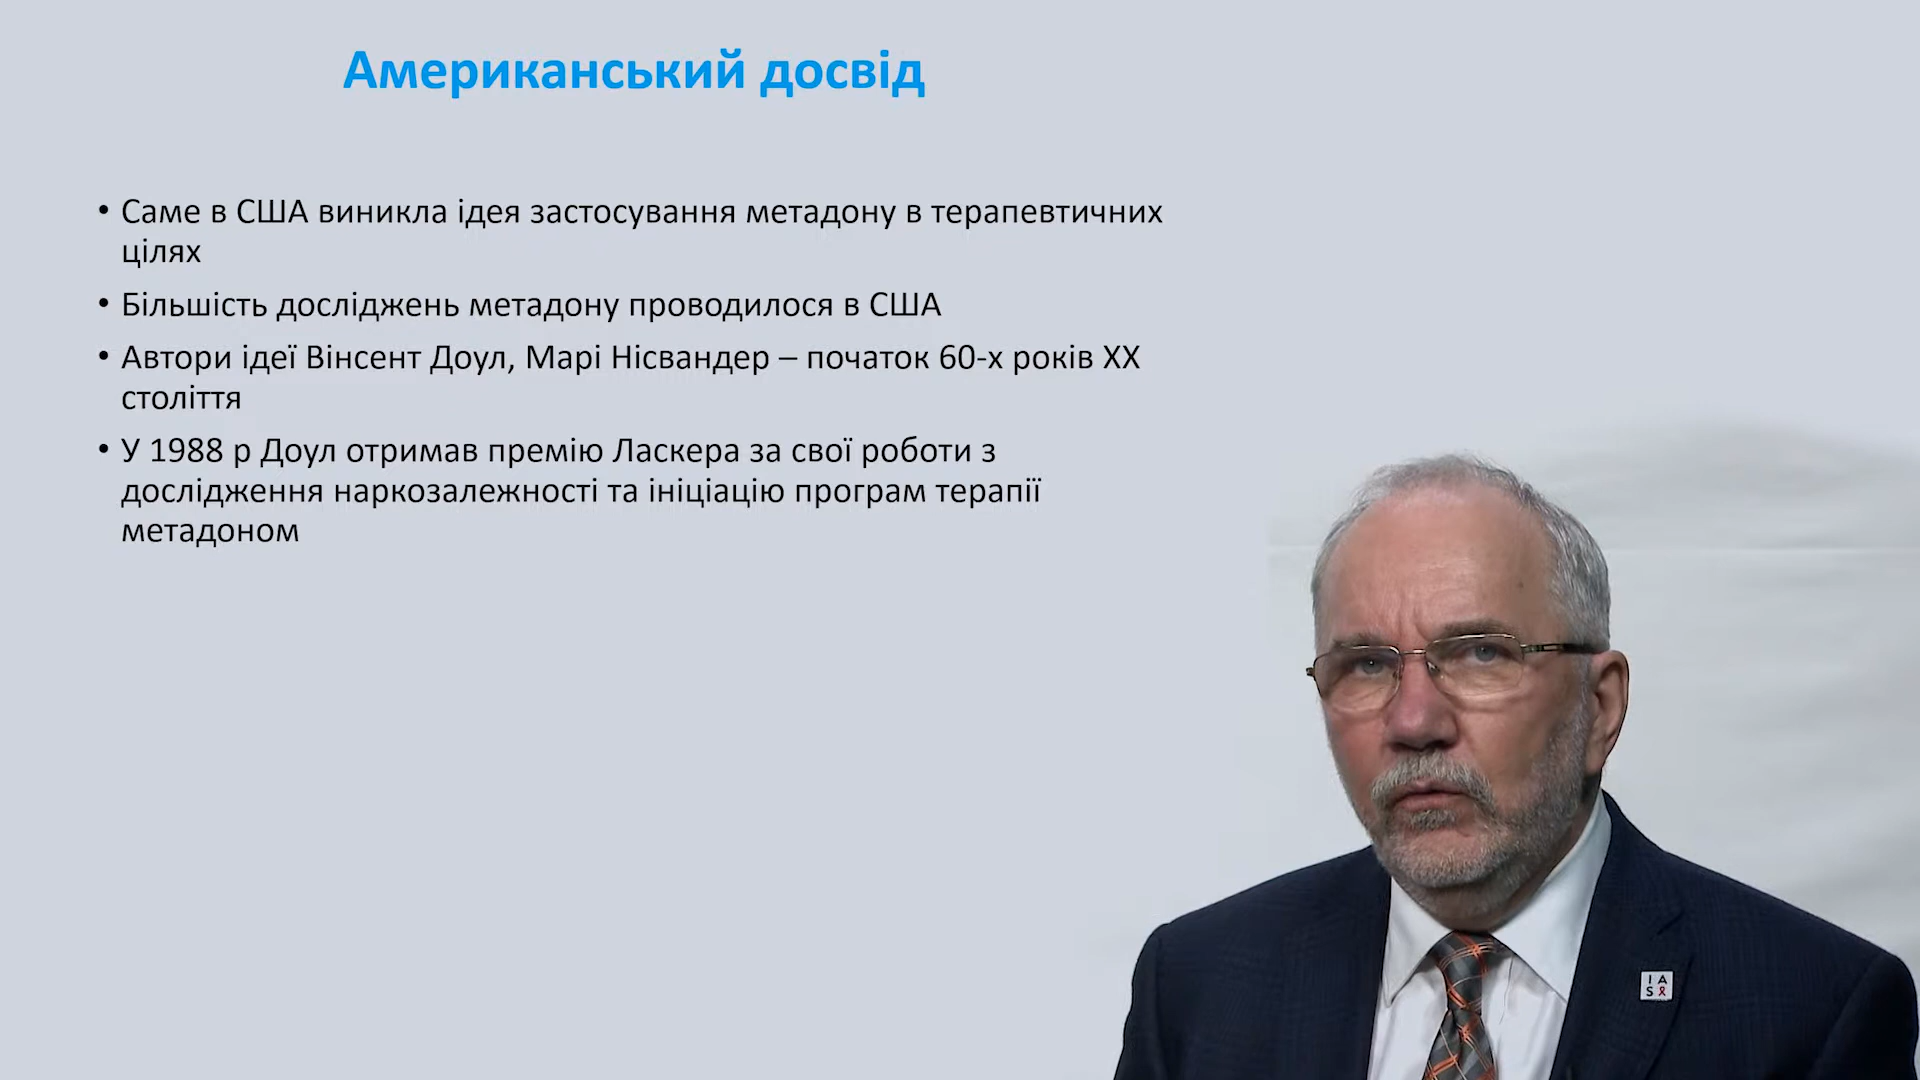 Американський досвід
• Саме в США виникла ідея застосування метадону в терапевтичних
цілях
• Більшість досліджень метадону проводилося в США
• Автори ідеї Вінсент Доул, Марі Нісвандер – початок 60-х років ХХ
століття
• У 1988 р Доул отримав премію Ласкера за свої роботи з
дослідження наркозалежності та ініціацію програм терапії
метадоном
IA
S